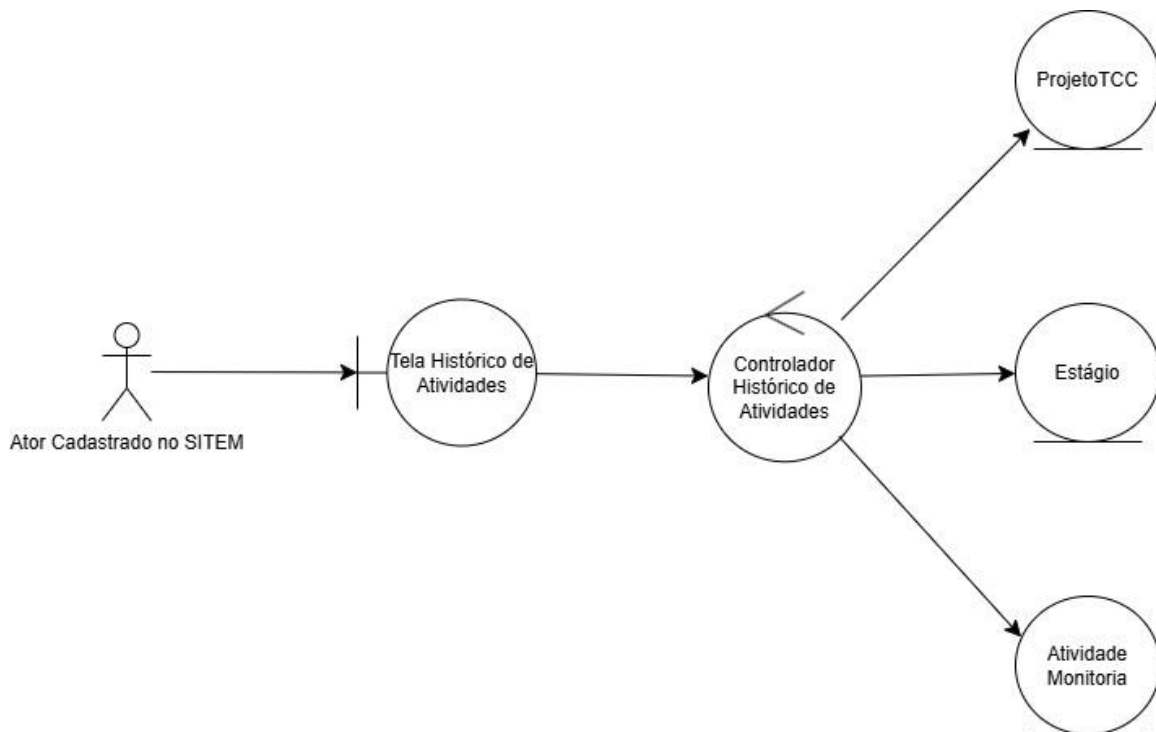 ProjetoTCC
Tela Histórico de
Atividades
Controlador
Histórico de
Atividades
Estágio
Ator Cadastrado no SITEM
Atividade
Monitoria